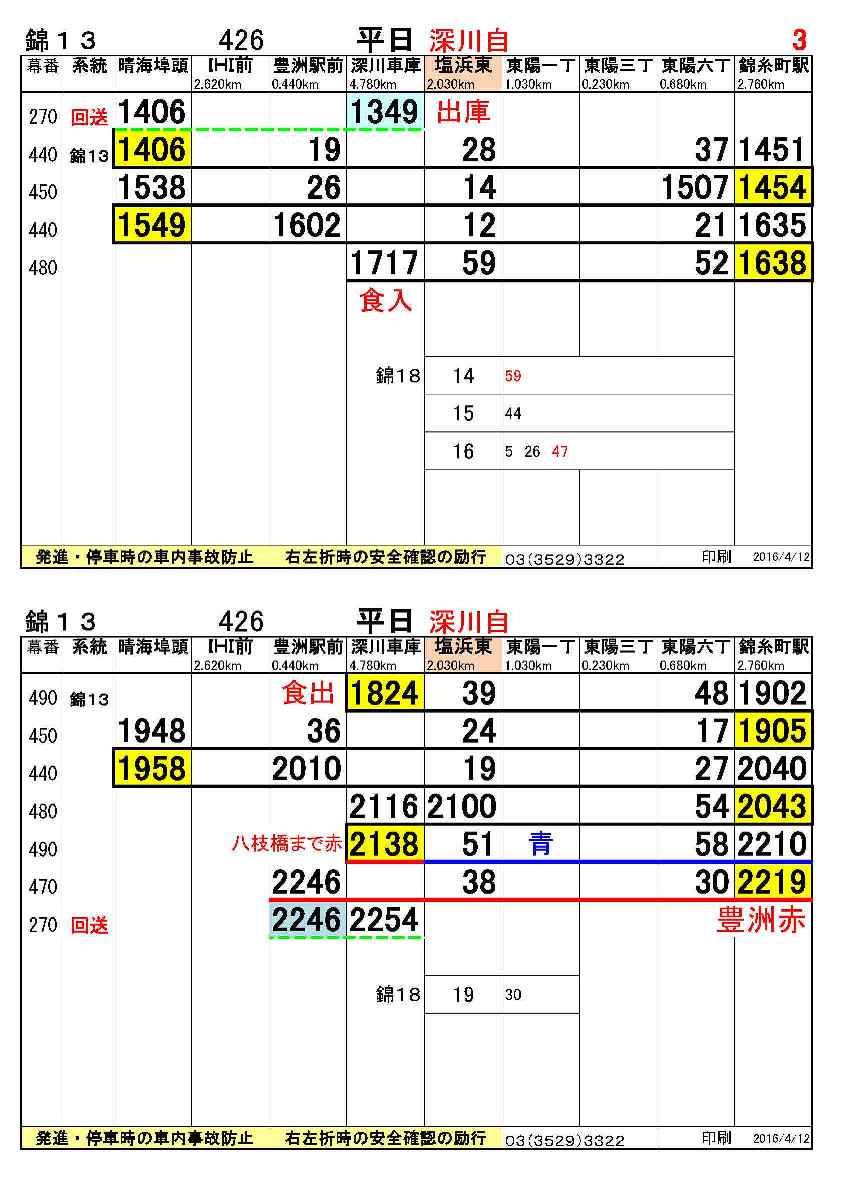 錦１３ 426 平日 深川自 3
幕番 系統 晴海埠頭 IHI前 豊洲駅前 深川車庫 塩浜東 東陽一丁 東陽三丁 東陽六丁 錦糸町駅
2.620km 0.440km 4.780km 2.030km 1.030km 0.230km 0.680km 2.760km
270 回送 1406 1349 出庫
440 錦13 1406 19 28 37 1451
450 1538 26 14 1507 1454
440 1549 1602 12 21 1635
480 1717 59 52 1638
食入
錦18 14 59
15 44
16 5 26 47
発進・停車時の車内事故防止 右左折時の安全確認の励行 03(3529)3322 印刷 2016/4/12
錦１３ 426 平日 深川自
幕番 系統 晴海埠頭 IHI前 豊洲駅前 深川車庫 塩浜東 東陽一丁 東陽三丁 東陽六丁 錦糸町駅
2.620km 0.440km 4.780km 2.030km 1.030km 0.230km 0.680km 2.760km
490 錦13 食出 1824 39 48 1902
450 1948 36 24 17 1905
440 1958 2010 19 27 2040
480 2116 2100 54 2043
490 八枝橋まで赤 2138 51 青 58 2210
470 2246 38 30 2219
270 回送 2246 2254 豊洲赤
錦18 19 30
発進・停車時の車内事故防止 右左折時の安全確認の励行 03(3529)3322 印刷 2016/4/12